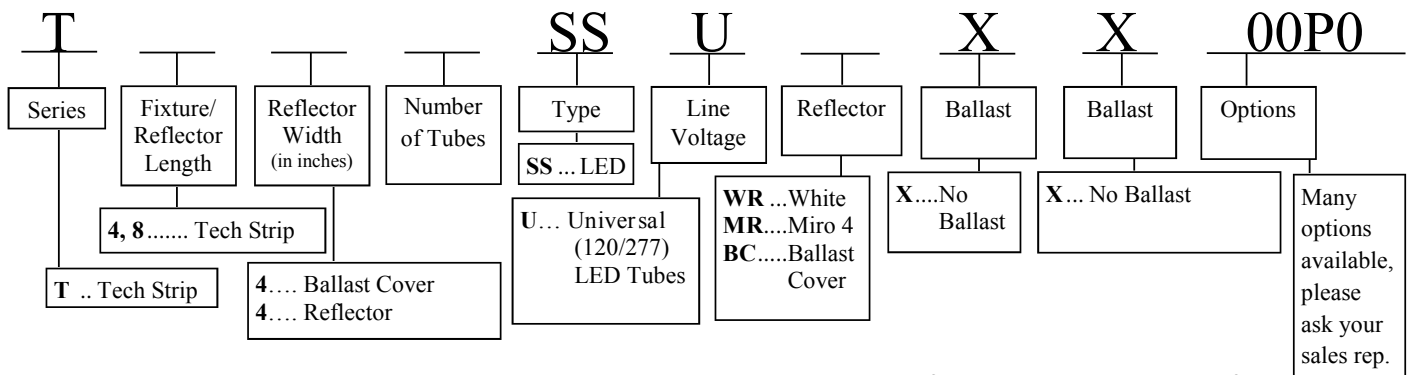 T SS U X X 00P0
Series
Fixture/
Reflector
Length
Reflector
Width
(in inches)
Number
of Tubes
Type
Line
Voltage
Reflector
Ballast
Ballast
Options
SS ... LED
4, 8....... Tech Strip
T .. Tech Strip
4.... Ballast Cover
4.... Reflector
U... Universal
(120/277)
LED Tubes
WR ...White
MR....Miro 4
BC.....Ballast
Cover
X....No
Ballast
X... No Ballast
Many
options
available,
please
ask your
sales rep.